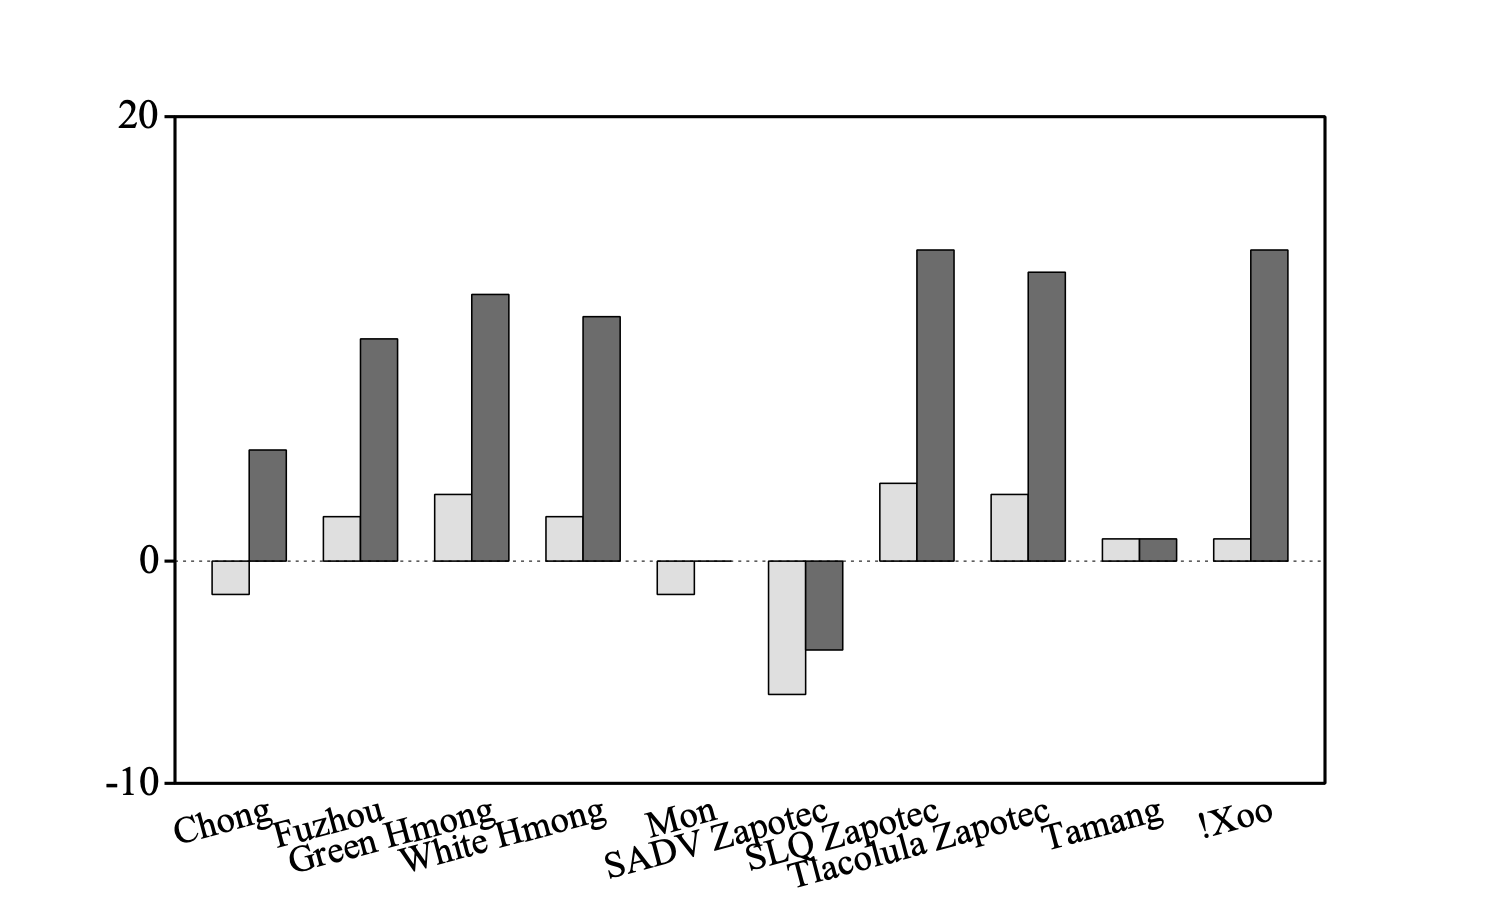 20
0
-10
Chong
Fuzhou
Green Hmong
White Hmong
Mon
SADV Zapotec
SLQ Zapotec
Tlacolula Zapotec
Tamang
!Xoo